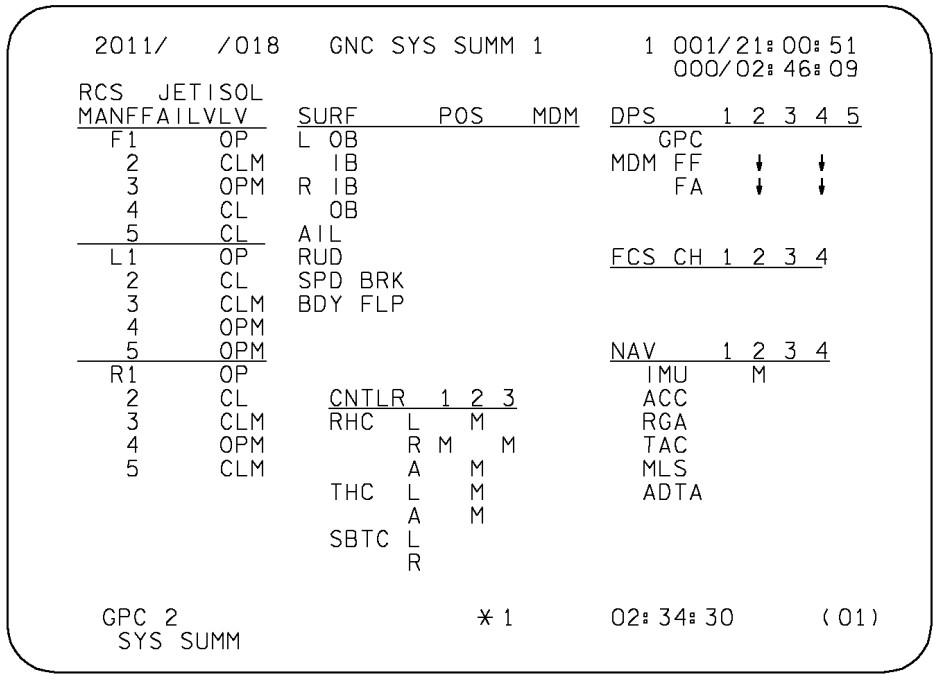 2011/ /018 GNC SYS SUMM 1 1 001/21:00:51
000/02:46:09
RCS JETISOL
MANFFAILVLV SURF POS MDM DPS 1 2 3 4 5
F1 OP L OB GPC
2 CLM IB MDM FF ↓ ↓
3 OPM R IB FA ↓ ↓
4 CL OB
5 CL AIL
L1 OP RUD FCS CH 1 2 3 4
2 CL SPD BRK
3 CLM BDY FLP
4 OPM
5 OPM NAV 1 2 3 4
R1 OP IMU M
2 CL CNTLR 1 2 3 ACC
3 CLM RHC L M RGA
4 OPM R M M TAC
5 CLM A M MLS
THC L M ADTA
A M
SBTC L
R
GPC 2 *1 02:34:30 (01)
SYS SUMM